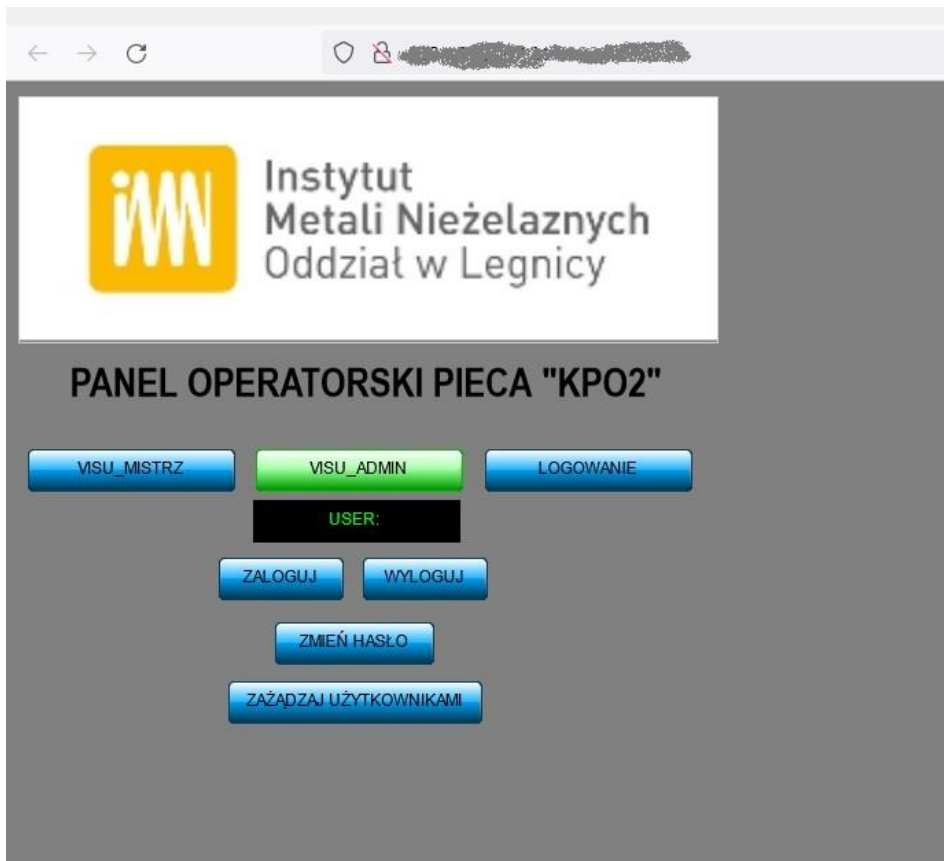 imn
Instytut
Metali Nieżelaznych
Oddział w Legnicy
PANEL OPERATORSKI PIECA "KPO2"
VISU_MISTRZ VISU_ADMIN LOGOWANIE
USER:
ZALOGUJ WYLOGUJ
ZMIEŃ HASŁO
ZAŻĄDZAJ UŻYTKOWNIKAMI